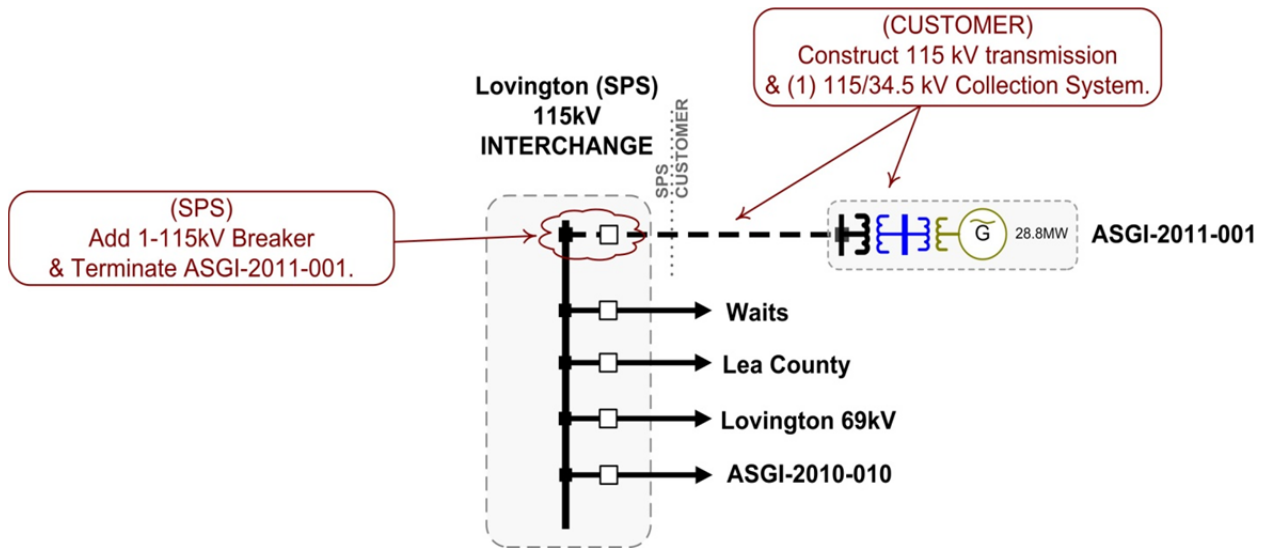 (CUSTOMER)
Construct 115 kV transmission
& (1) 115/34.5 kV Collection System.
Lovington (SPS)
115kV
INTERCHANGE
SPS
CUSTOMER
(SPS)
Add 1-115kV Breaker
& Terminate ASGI-2011-001.
G
28.8MW
ASGI-2011-001
Waits
Lea County
Lovington 69kV
ASGI-2010-010